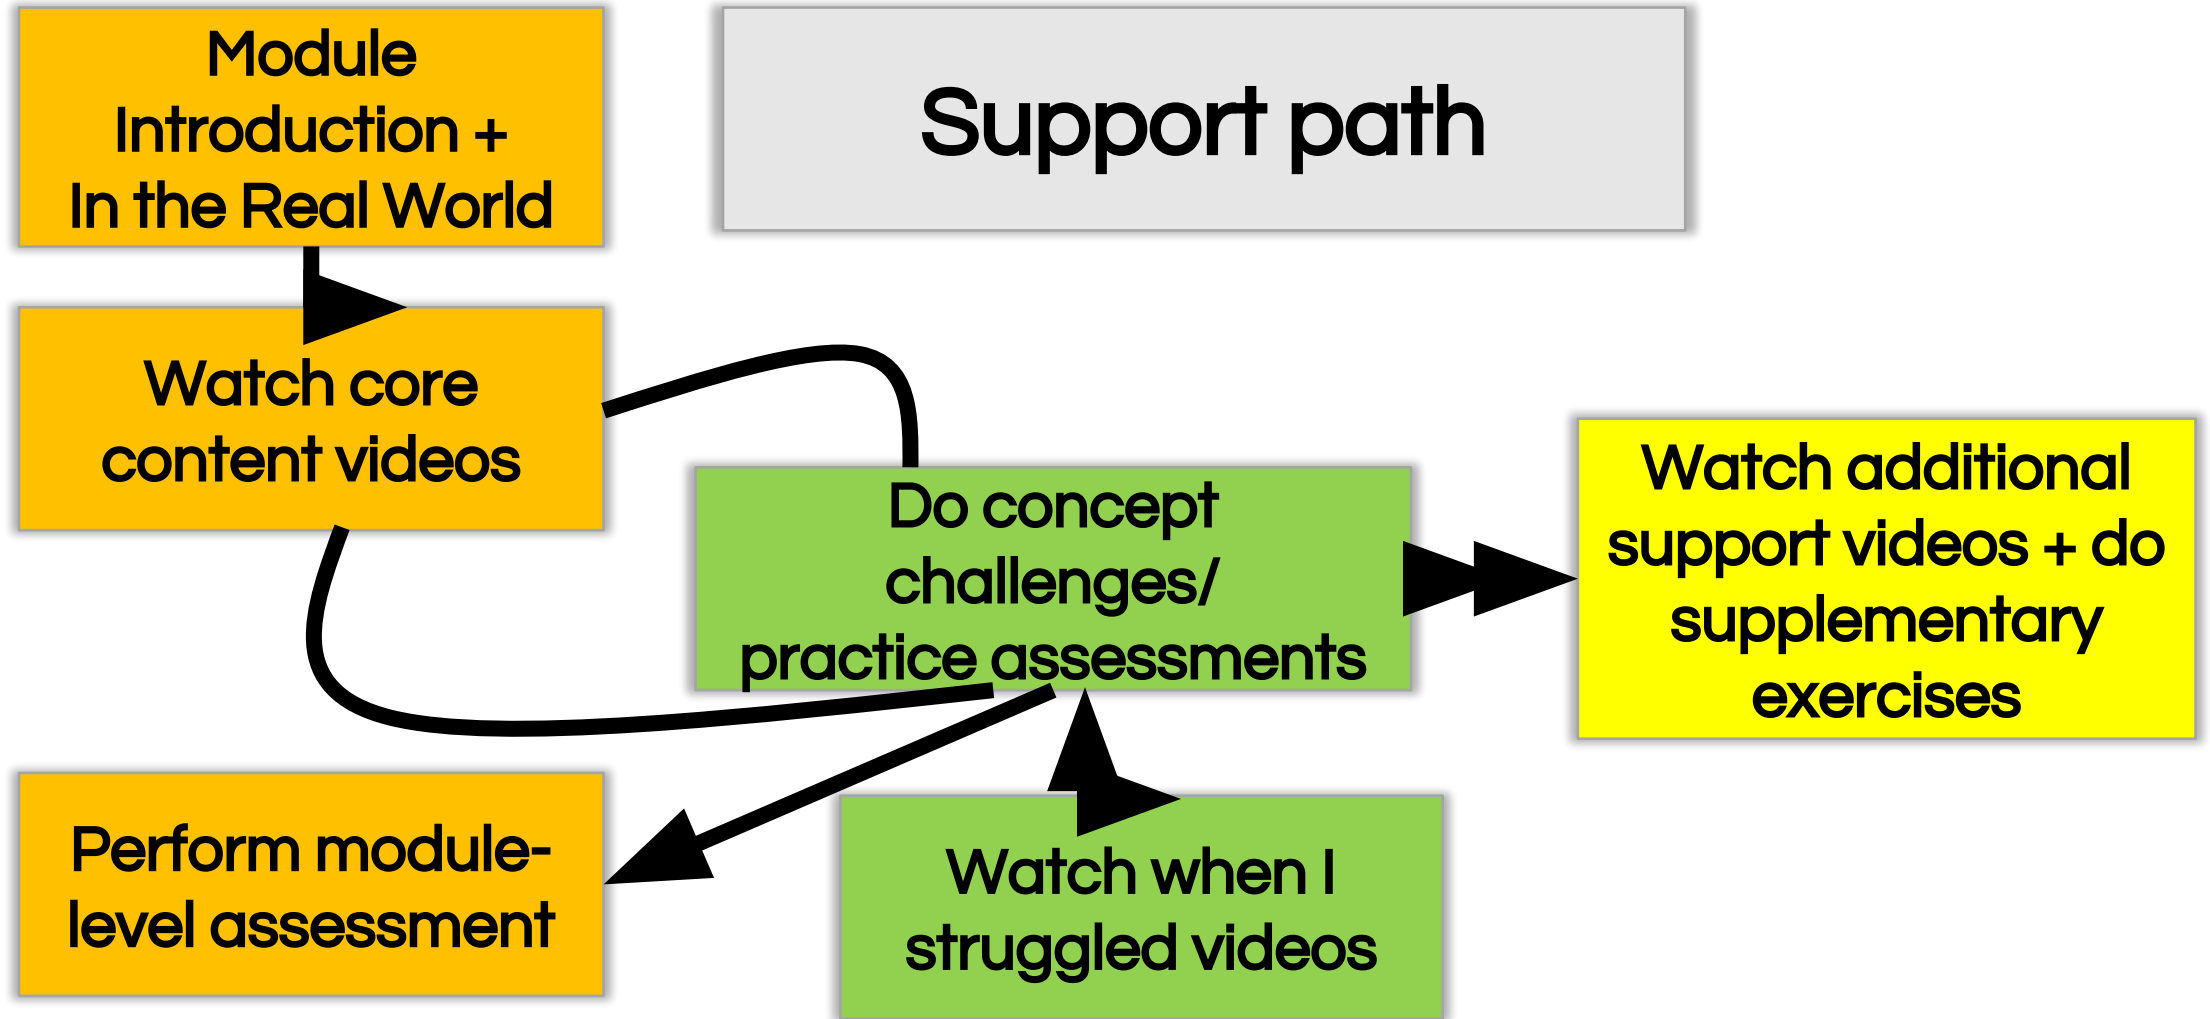 Module
Introduction +
In the Real World
Support path
Watch core
content videos
Do concept
challenges/
practice assessments
Watch additional
support videos + do
supplementary
exercises
Perform module-
level assessment
Watch when I
struggled videos